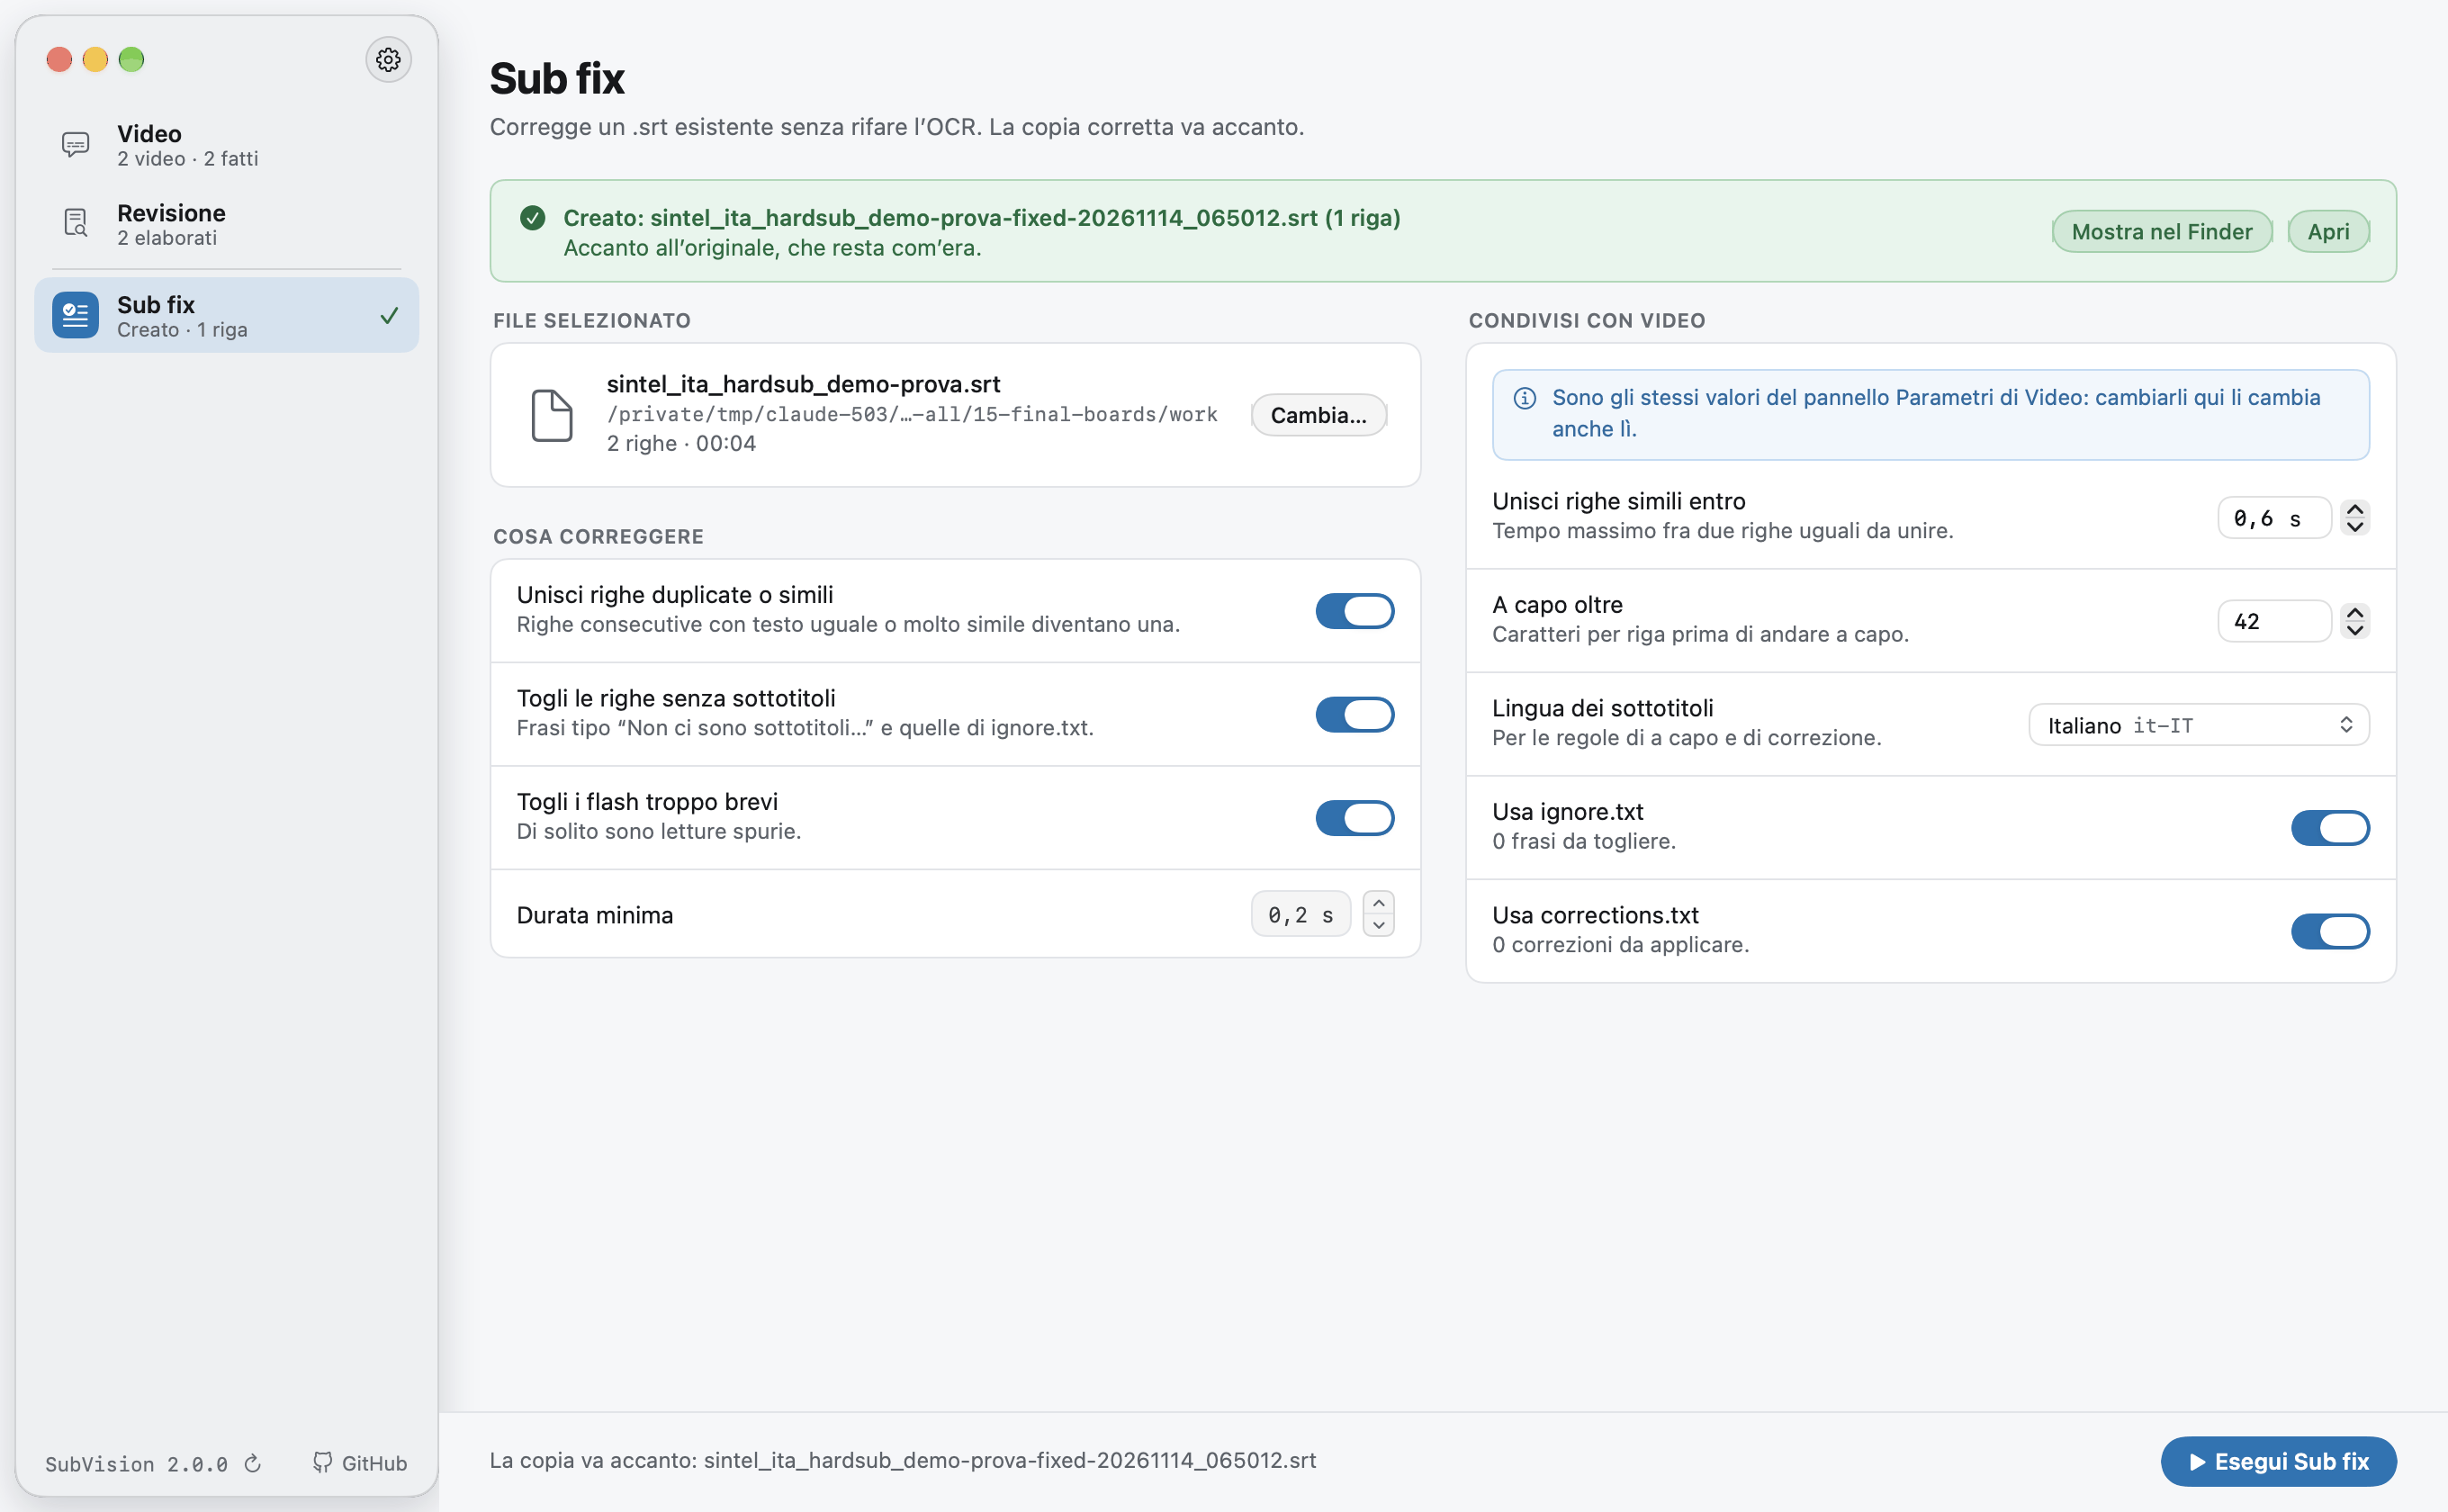 Video
2 video · 2 fatti
Revisione
2 elaborati
Sub fix
Creato · 1 riga
SubVision 2.0.0
GitHub
Sub fix
Corregge un .srt esistente senza rifare l’OCR. La copia corretta va accanto.
Creato: sintel_ita_hardsub_demo-prova-fixed-20261114_065012.srt (1 riga)
Accanto all’originale, che resta com’era.
Mostra nel Finder
Apri
FILE SELEZIONATO
sintel_ita_hardsub_demo-prova.srt
/private/tmp/claude-503/…-all/15-final-boards/work
2 righe · 00:04
Cambia…
COSA CORREGGERE
Unisci righe duplicate o simili
Righe consecutive con testo uguale o molto simile diventano una.
Togli le righe senza sottotitoli
Frasi tipo “Non ci sono sottotitoli…” e quelle di ignore.txt.
Togli i flash troppo brevi
Di solito sono letture spurie.
Durata minima
0,2 s
CONDIVISI CON VIDEO
Sono gli stessi valori del pannello Parametri di Video: cambiarli qui li cambia
anche lì.
Unisci righe simili entro
Tempo massimo fra due righe uguali da unire.
0,6 s
A capo oltre
Caratteri per riga prima di andare a capo.
42
Lingua dei sottotitoli
Per le regole di a capo e di correzione.
Italiano it-IT
Usa ignore.txt
0 frasi da togliere.
Usa corrections.txt
0 correzioni da applicare.
La copia va accanto: sintel_ita_hardsub_demo-prova-fixed-20261114_065012.srt
Esegui Sub fix